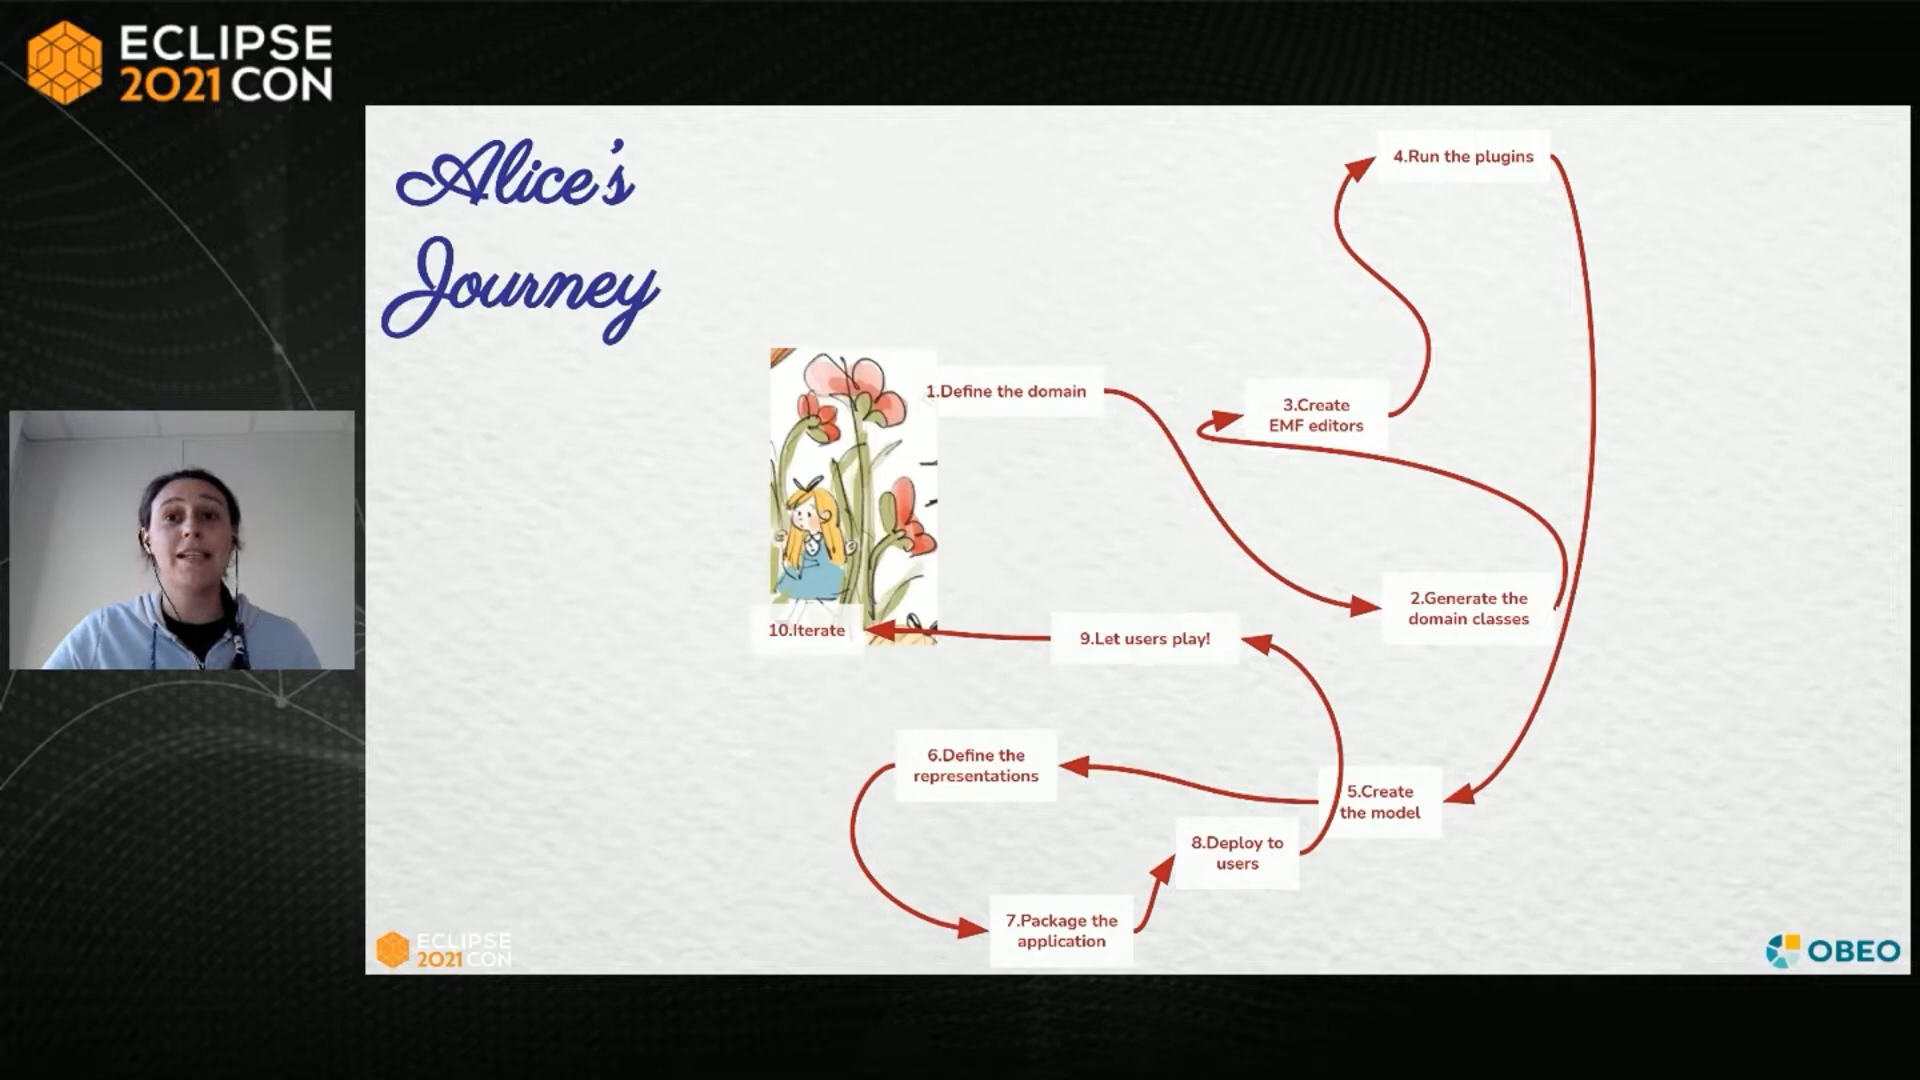 ECLIPSE
2021 CON
Alice's
Journey
4.Run the plugins
1.Define the domain
3.Create
EMF editors
2.Generate the
domain classes
10.Iterate
9.Let users play!
6.Define the
representations
5.Create
the model
8.Deploy to
users
7.Package the
application
ECLIPSE
2021 CON
OBEO